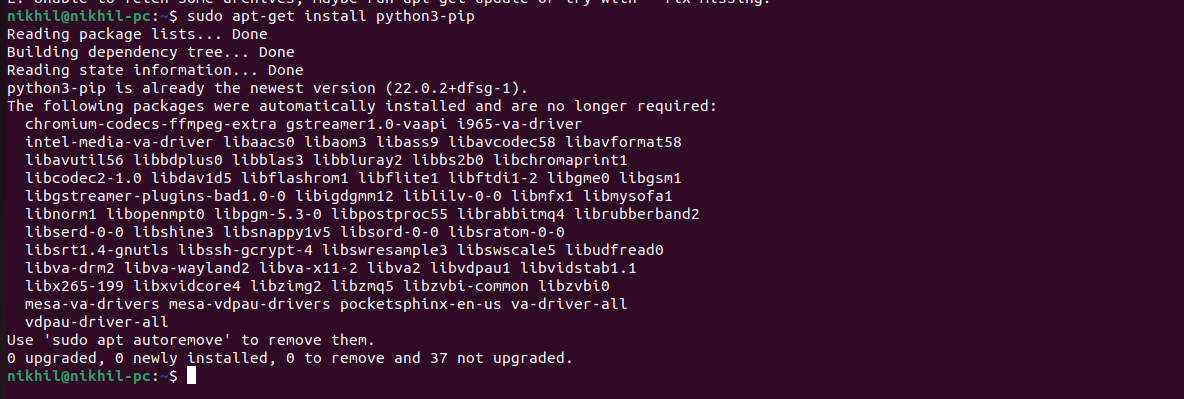 E: Unable to fetch some archives, maybe run apt-get update or try with --fix-missing?
nikhil@nikhil-pc:~$ sudo apt-get install python3-pip
Reading package lists... Done
Building dependency tree... Done
Reading state information... Done
python3-pip is already the newest version (22.0.2+dfsg-1).
The following packages were automatically installed and are no longer required:
chromium-codecs-ffmpeg-extra gstreamer1.0-vaapi i965-va-driver
intel-media-va-driver libaacs0 libaom3 libass9 libavcodec58 libavformat58
libavutil56 libbdplus0 libblas3 libbluray2 libbs2b0 libchromaprint1
libcodec2-1.0 libdav1d5 libflashrom1 libflite1 libftdi1-2 libgme0 libgsm1
libgstreamer-plugins-bad1.0-0 libigdgmm12 liblilv-0-0 libmfx1 libmysofa1
libnorm1 libopenmpt0 libpgm-5.3-0 libpostproc55 librabbitmq4 librubberband2
libserd-0-0 libshine3 libsnappy1v5 libsord-0-0 libsratom-0-0
libsrt1.4-gnutls libssh-gcrypt-4 libswresample3 libswscale5 libudfread0
libva-drm2 libva-wayland2 libva-x11-2 libva2 libvdpau1 libvidstab1.1
libx265-199 libxvidcore4 libzimg2 libzmq5 libzvbi-common libzvbi0
mesa-va-drivers mesa-vdpau-drivers pocketsphinx-en-us va-driver-all
vdpau-driver-all
Use 'sudo apt autoremove' to remove them.
0 upgraded, 0 newly installed, 0 to remove and 37 not upgraded.
nikhil@nikhil-pc:~$